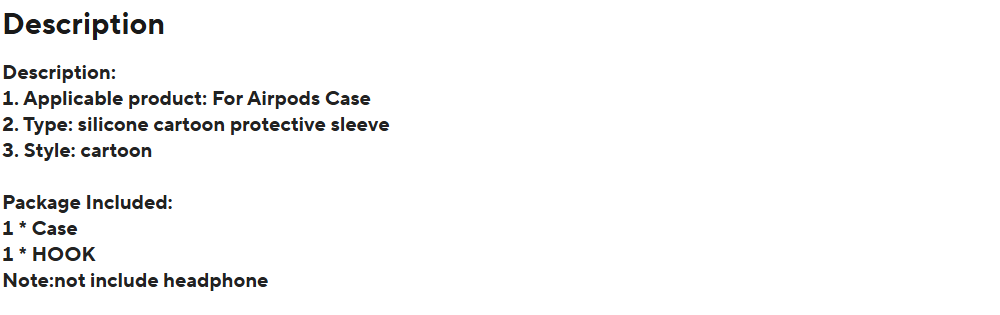 Description
Description:
1. Applicable product: For Airpods Case
2. Type: silicone cartoon protective sleeve
3. Style: cartoon
Package Included:
1 * Case
1 * HOOK
Note:not include headphone